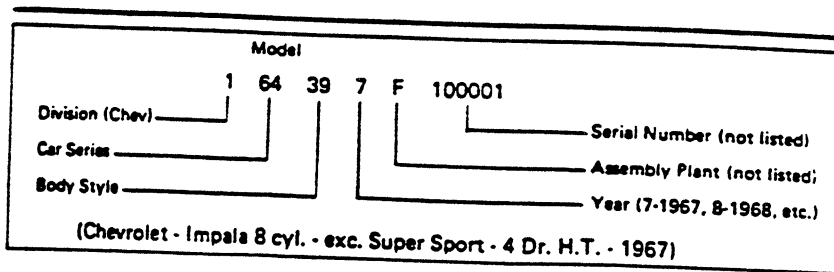 Model
1 64 39 7 F 100001
Division (Chev)
Serial Number (not listed)
Car Series
Assembly Plant (not listed)
Body Style
Year (7-1967, 8-1968, etc.)
(Chevrolet - Impala 8 cyl. - exc. Super Sport - 4 Dr. H.T. - 1967)